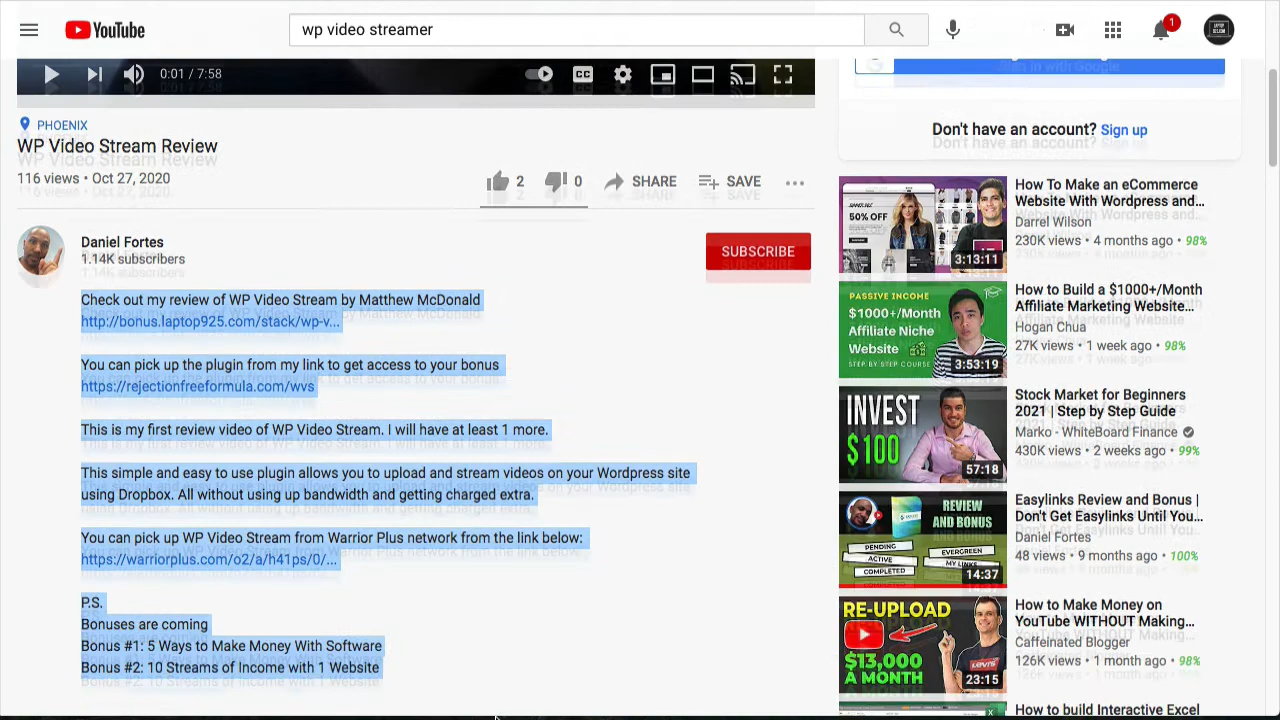 YouTube
wp video streamer
1
0:01 / 7:58
CC
PHOENIX
WP Video Stream Review
116 views • Oct 27, 2020
2
0
SHARE
SAVE
Daniel Fortes
1.14K subscribers
SUBSCRIBE
Check out my review of WP Video Stream by Matthew McDonald
http://bonus.laptop925.com/stack/wp-v...
You can pick up the plugin from my link to get access to your bonus
https://rejectionfreeformula.com/wvs
This is my first review video of WP Video Stream. I will have at least 1 more.
This simple and easy to use plugin allows you to upload and stream videos on your Wordpress site
using Dropbox. All without using up bandwidth and getting charged extra.
You can pick up WP Video Stream from Warrior Plus network from the link below:
https://warriorplus.com/o2/a/h41ps/0/...
P.S.
Bonuses are coming
Bonus #1: 5 Ways to Make Money With Software
Bonus #2: 10 Streams of Income with 1 Website
Don't have an account? Sign up
50% OFF
3:13:11
How To Make an eCommerce
Website With Wordpress and...
Darrel Wilson
230K views • 4 months ago • 98%
PASSIVE INCOME
$1000+/Month
Affiliate Niche
Website
STEP BY STEP COURSE
3:53:19
How to Build a $1000+/Month
Affiliate Marketing Website...
Hogan Chua
27K views • 1 week ago • 98%
INVEST
$100
57:18
Stock Market for Beginners
2021 | Step by Step Guide
Marko - WhiteBoard Finance
430K views • 2 weeks ago • 99%
REVIEW
AND BONUS
PENDING
ACTIVE
COMPLETED
EVERGREEN
MY LINKS
14:37
Easylinks Review and Bonus |
Don't Get Easylinks Until You...
Daniel Fortes
48 views • 9 months ago • 100%
RE-UPLOAD
$13,000
A MONTH
LEVI'S
23:15
How to Make Money on
YouTube WITHOUT Making...
Caffeinated Blogger
126K views • 1 month ago • 98%
How to build Interactive Excel